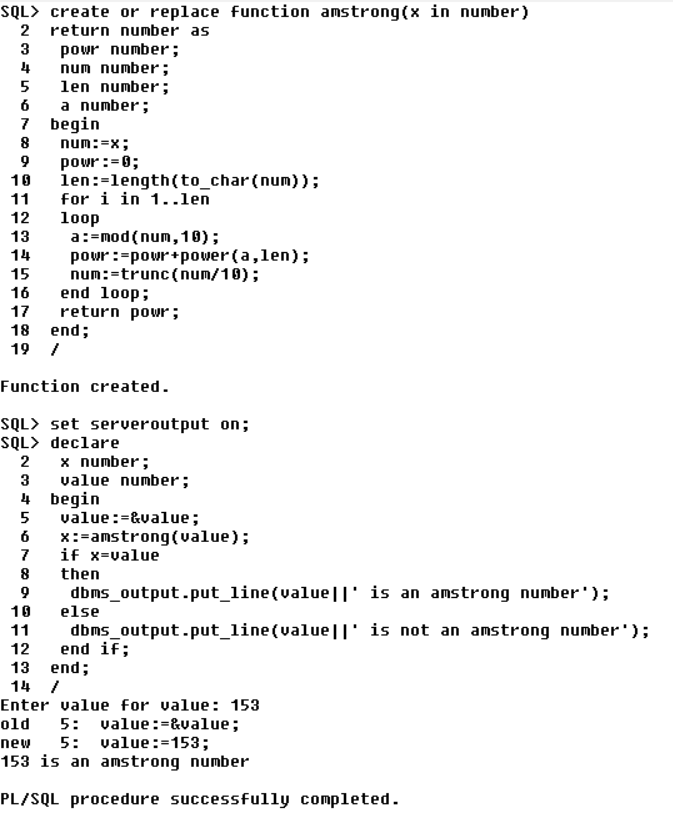 SQL> create or replace function amstrong(x in number)
  2  return number as
  3   powr number;
  4   num number;
  5   len number;
  6   a number;
  7  begin
  8   num:=x;
  9   powr:=0;
 10   len:=length(to_char(num));
 11   for i in 1..len
 12   loop
 13    a:=mod(num,10);
 14    powr:=powr+power(a,len);
 15    num:=trunc(num/10);
 16   end loop;
 17   return powr;
 18  end;
 19  /
Function created.
SQL> set serveroutput on;
SQL> declare
  2   x number;
  3   value number;
  4  begin
  5   value:=&value;
  6   x:=amstrong(value);
  7   if x=value
  8   then
  9    dbms_output.put_line(value||' is an amstrong number');
 10   else
 11    dbms_output.put_line(value||' is not an amstrong number');
 12   end if;
 13  end;
 14  /
Enter value for value: 153
old   5:  value:=&value;
new   5:  value:=153;
153 is an amstrong number
PL/SQL procedure successfully completed.